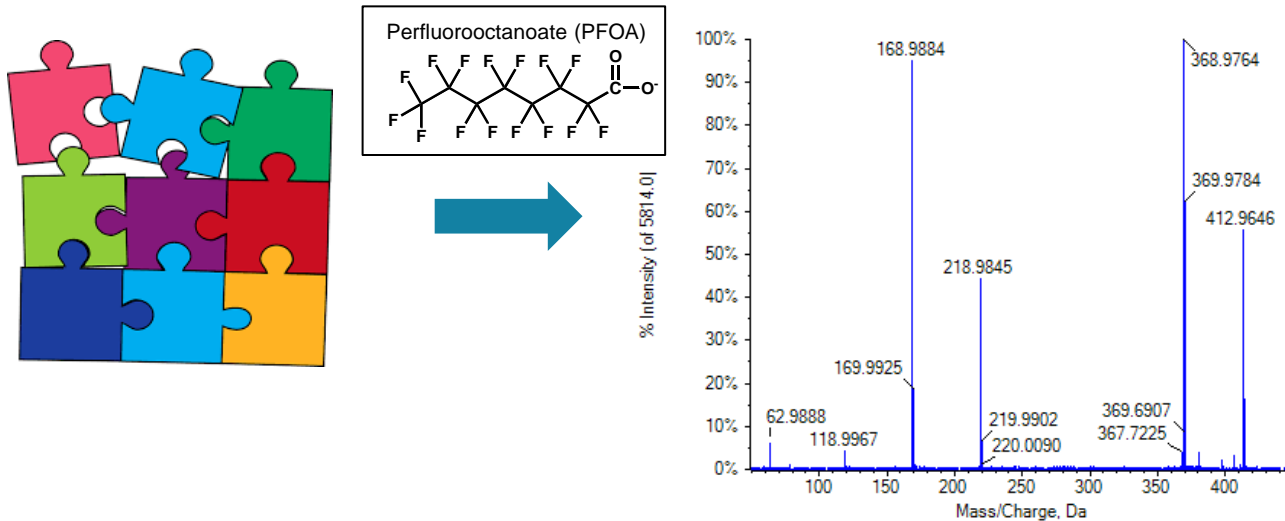 Perfluorooctanoate (PFOA)
O
F F F F F F F
C O-
F
F F F F F F F
% Intensity (of 5814.0]
100%
90%
80%
70%
60%
50%
40%
30%
20%
10%
0%
168.9884
368.9764
369.9784
412.9646
218.9845
169.9925
62.9888
118.9967
219.9902
220.0090
369.6907
367.7225
100 150 200 250 300 350 400
Mass/Charge, Da